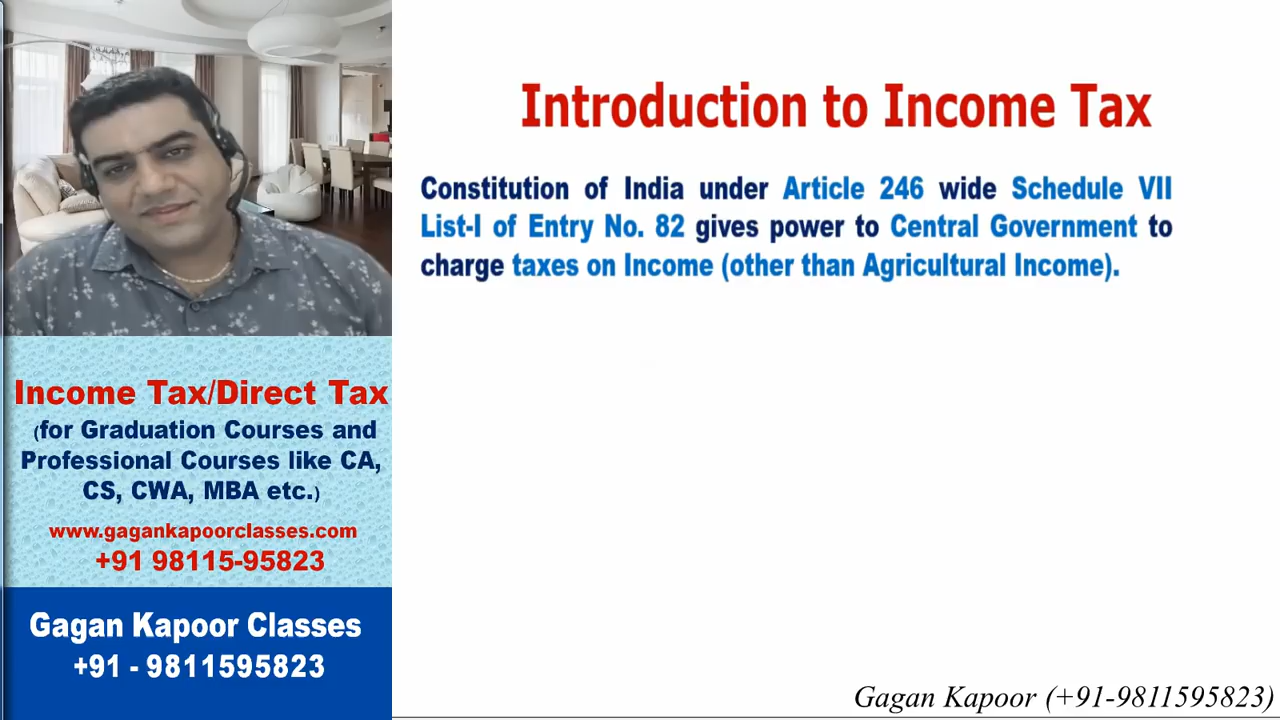 Introduction to Income Tax
Constitution of India under Article 246 wide Schedule VII
List-I of Entry No. 82 gives power to Central Government to
charge taxes on Income (other than Agricultural Income).
Income Tax/Direct Tax
(for Graduation Courses and
Professional Courses like CA,
CS, CWA, MBA etc.)
www.gagankapoorclasses.com
+91 98115-95823
Gagan Kapoor Classes
+91 - 9811595823
Gagan Kapoor (+91-9811595823)